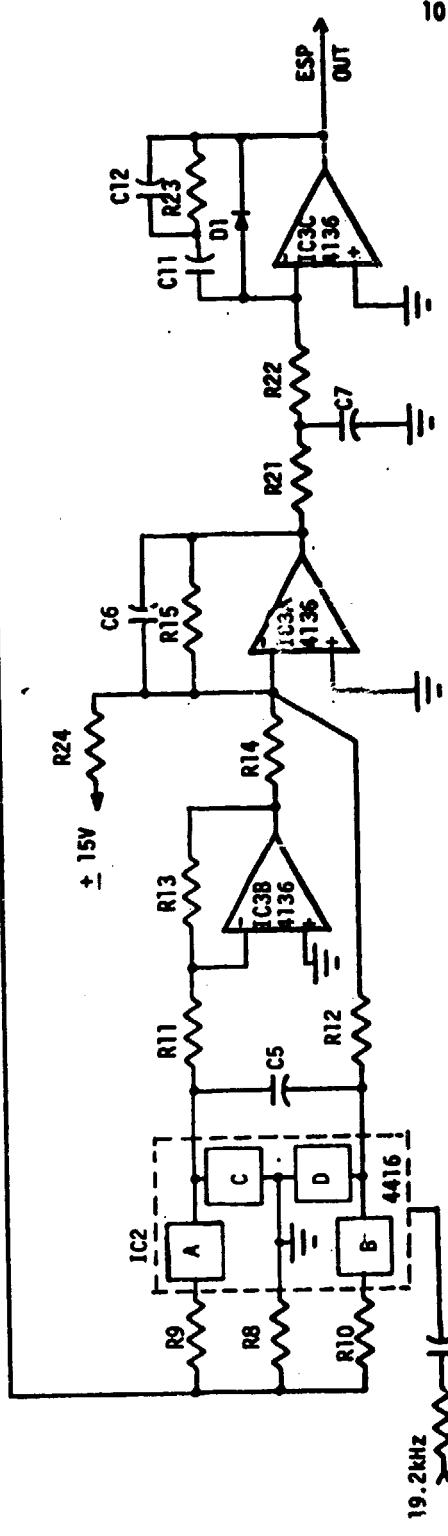 10
ESP
OUT
C12
R23
C11
D1
IC3C
4136
R22
R21
C7
C6
R15
R24
± 15V
IC3A
4136
R14
R13
IC3B
4136
R11
R12
C5
IC2
A
C
D
B
4416
R9
R8
R10
19.2kHz